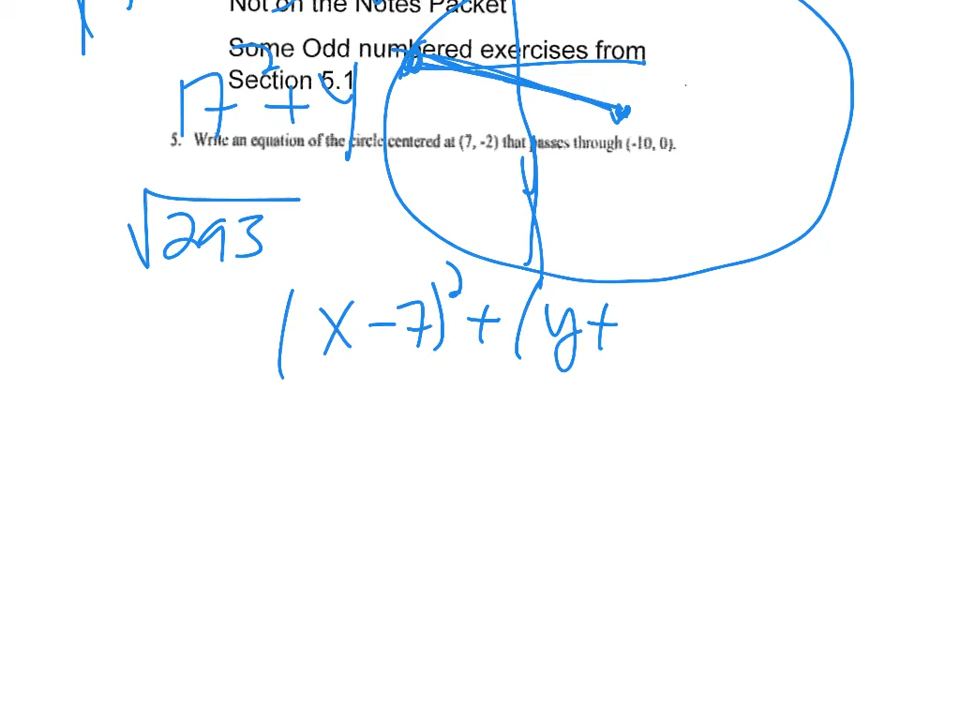 Not on the Notes Packet
Some Odd numbered exercises from
Section 5.1
17² + 4
5. Write an equation of the circle centered at (7, -2) that passes through (-10, 0).
√293
(x - 7)² + (y +